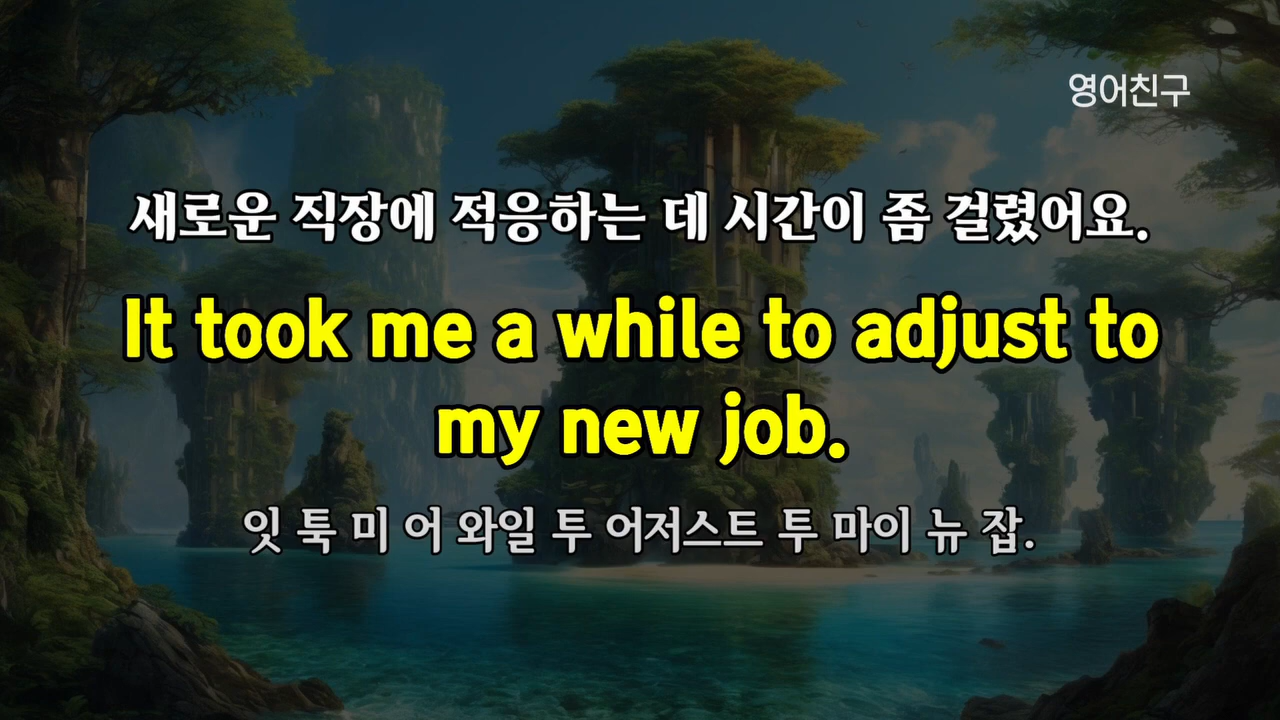 영어친구
새로운 직장에 적응하는 데 시간이 좀 걸렸어요.
It took me a while to adjust to
my new job.
잇 툭 미 어 와일 투 어저스트 투 마이 뉴 잡.